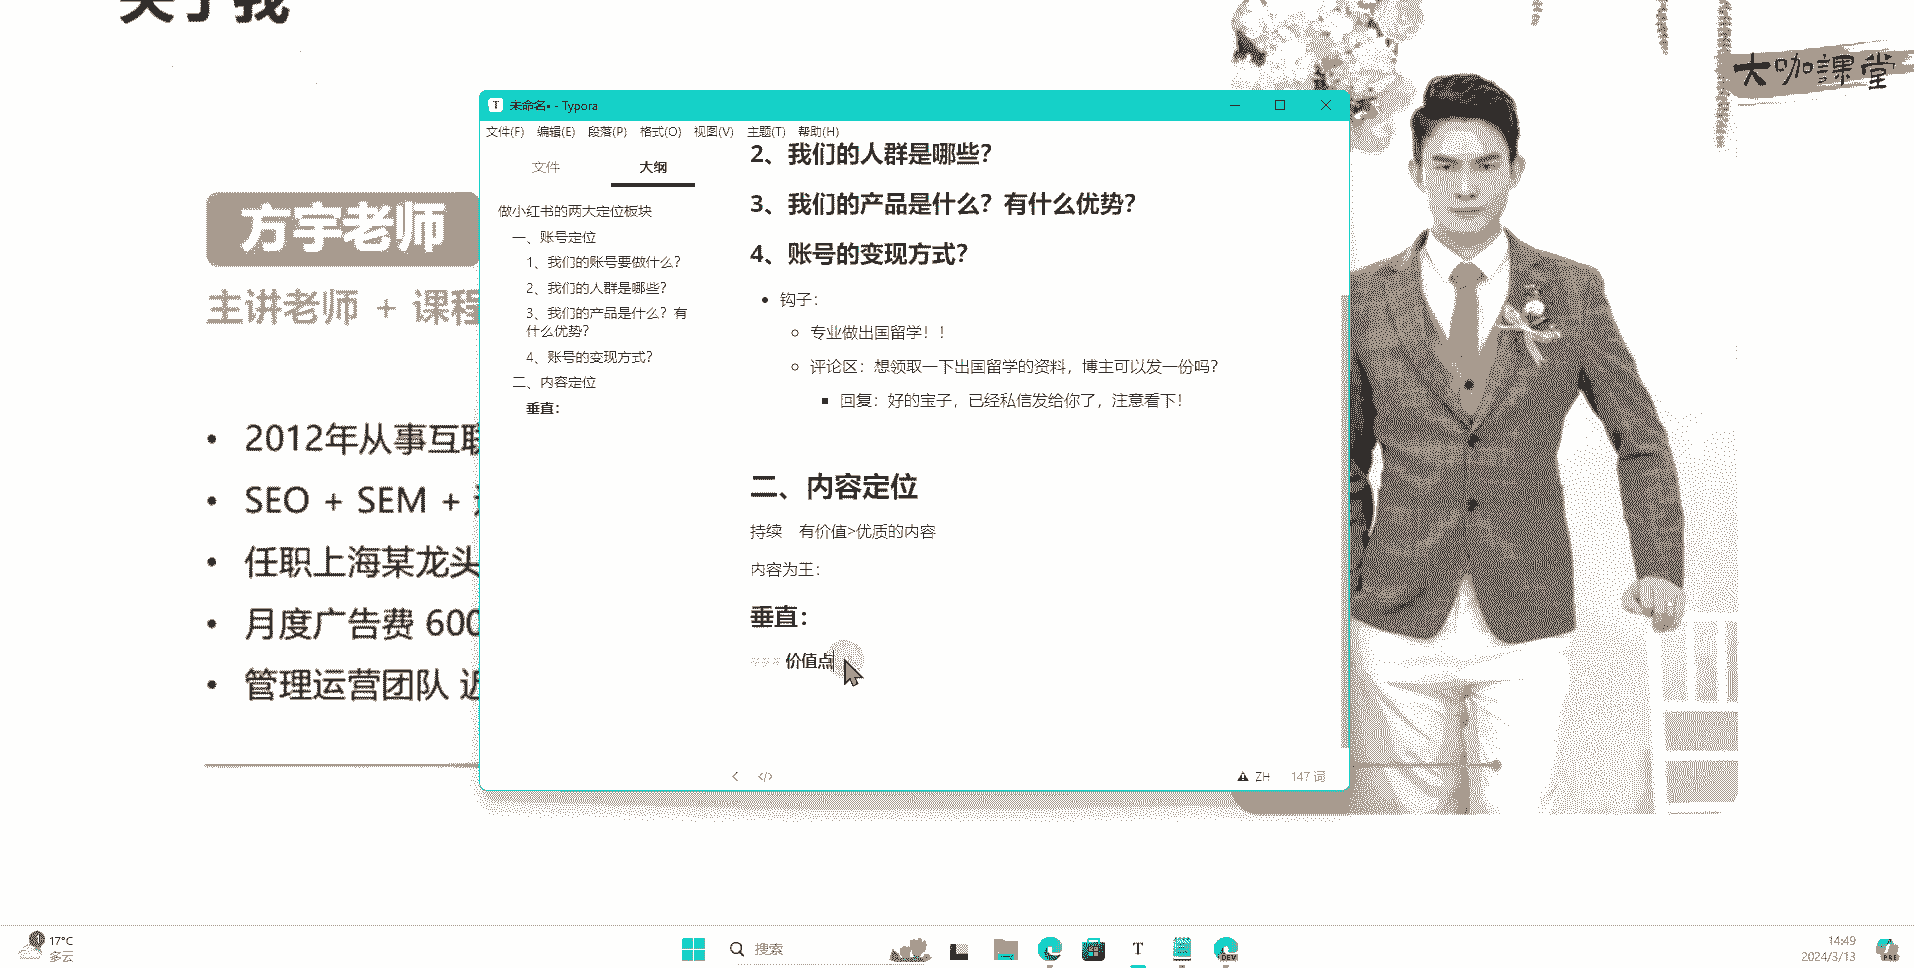 关于我
大咖課堂
方宇老师
主讲老师 + 课程
2012年从事互联
SEO + SEM +
任职上海某龙头
月度广告费 600
管理运营团队 近
未命名• - Typora
文件(F) 编辑(E) 段落(P) 格式(O) 视图(V) 主题(T) 帮助(H)
文件 大纲
做小红书的两大定位板块
一、账号定位
1、我们的账号要做什么？
2、我们的人群是哪些？
3、我们的产品是什么？有
什么优势？
4、账号的变现方式？
二、内容定位
垂直：
2、我们的人群是哪些？
3、我们的产品是什么？有什么优势？
4、账号的变现方式？
钩子：
专业做出国留学！！
评论区：想领取一下出国留学的资料，博主可以发一份吗？
回复：好的宝子，已经私信发给你了，注意看下！
二、内容定位
持续 有价值>优质的内容
内容为王：
垂直：
### 价值点
ZH 147 词
17°C
多云
搜索
DEV
14:49
2024/3/13
PRE